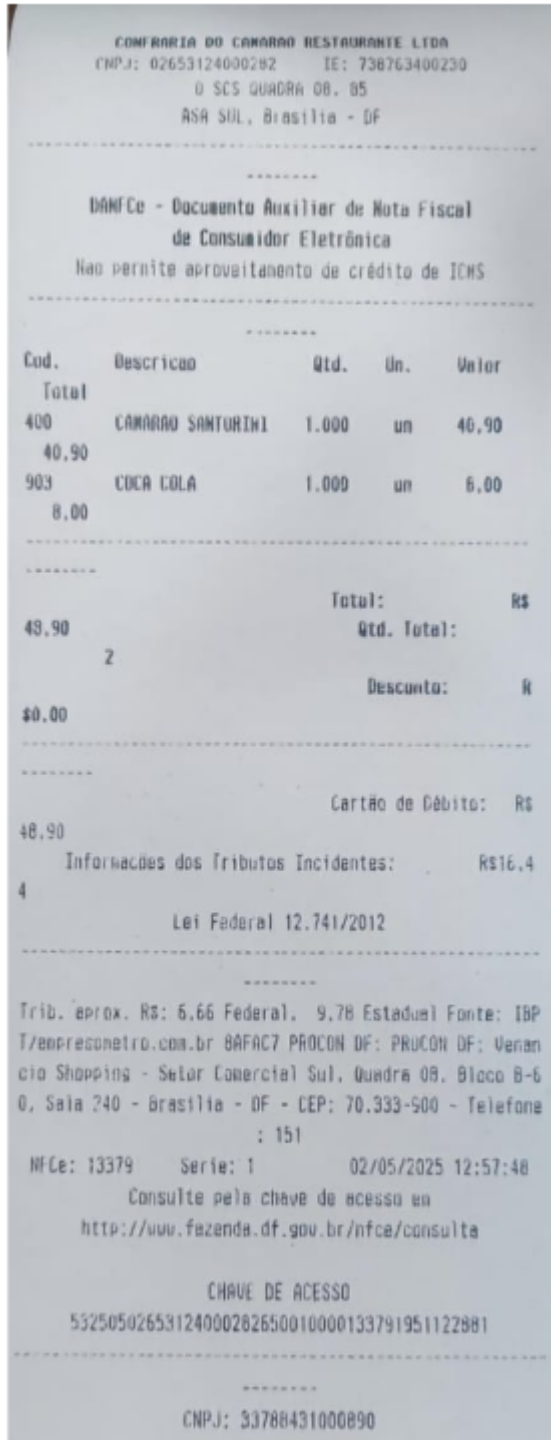 CONFRARIA DO CAMARAO RESTAURANTE LTDA
CNPJ: 02653124000282 IE: 738763400230
0 SCS QUADRA 08, 85
ASA SUL, Brasilia - DF
DANFCe - Documento Auxiliar de Nota Fiscal
de Consumidor Eletrônica
Nao permite aproveitamento de crédito de ICMS
Cod. Descricao Qtd. Un. Valor
Total
400 CAMARAO SANTORINI 1.000 un 40,90
40,90
903 COCA COLA 1.000 un 8,00
8,00
Total: R$
48,90 Qtd. Total:
2
Desconto: R
$0,00
Cartão de Débito: R$
48,90
Informacões dos Tributos Incidentes: R$16,4
4
Lei Federal 12.741/2012
Trib. aprox. R$: 6,66 Federal, 9,78 Estadual Fonte: IBP
T/empresometro.com.br 8AFAC7 PROCON DF: PROCON DF: Venan
cio Shopping - Setor Comercial Sul, Quadra 08, Bloco B-6
0, Sala 240 - Brasilia - DF - CEP: 70.333-900 - Telefone
: 151
NFCe: 13379 Serie: 1 02/05/2025 12:57:48
Consulte pela chave de acesso em
http://www.fazenda.df.gov.br/nfce/consulta
CHAVE DE ACESSO
53250502653124000282650010000133791951122881
CNPJ: 33788431000890